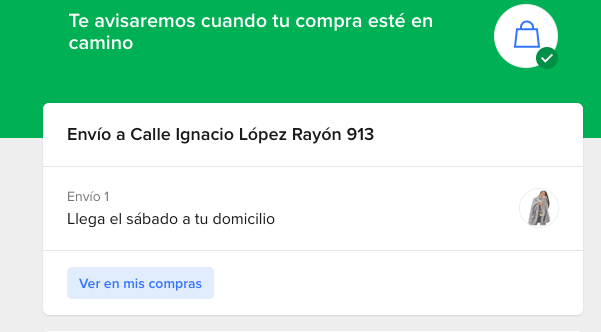 Te avisaremos cuando tu compra esté en
camino
Envío a Calle Ignacio López Rayón 913
Envío 1
Llega el sábado a tu domicilio
Ver en mis compras